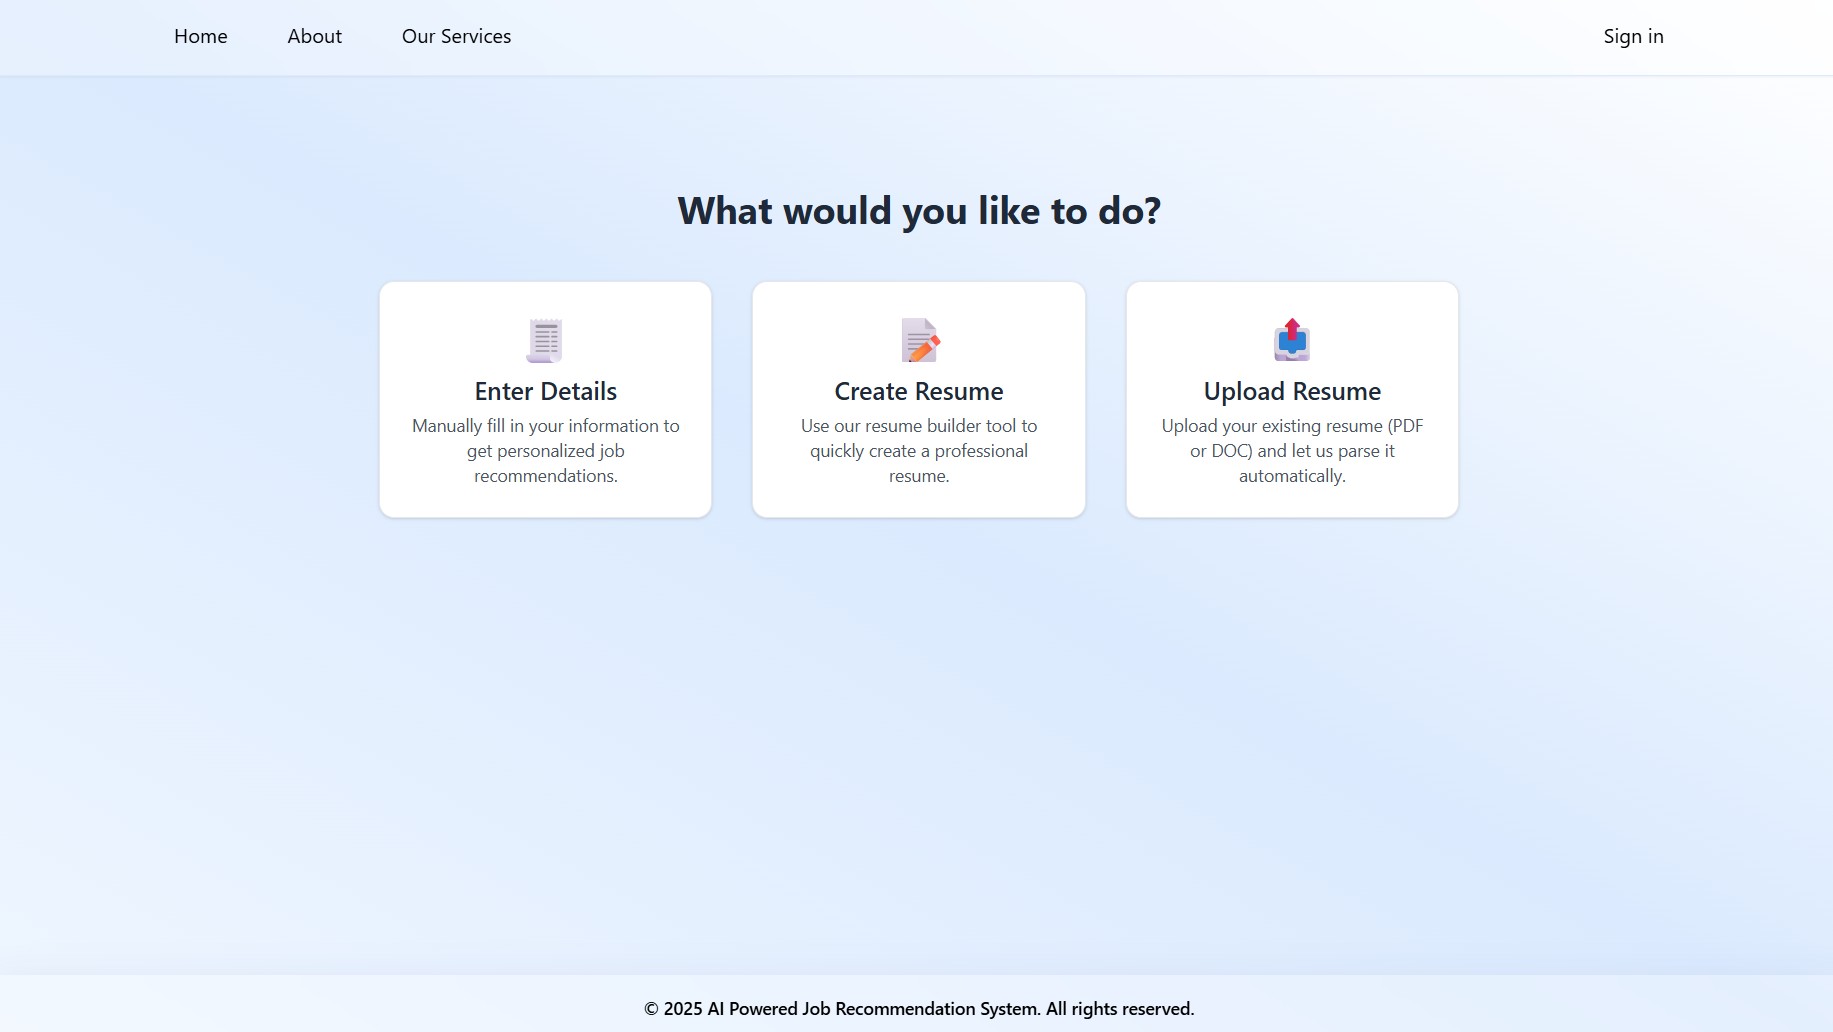 Home About Our Services Sign in
What would you like to do?
Enter Details
Manually fill in your information to
get personalized job
recommendations.
Create Resume
Use our resume builder tool to
quickly create a professional
resume.
Upload Resume
Upload your existing resume (PDF
or DOC) and let us parse it
automatically.
© 2025 AI Powered Job Recommendation System. All rights reserved.